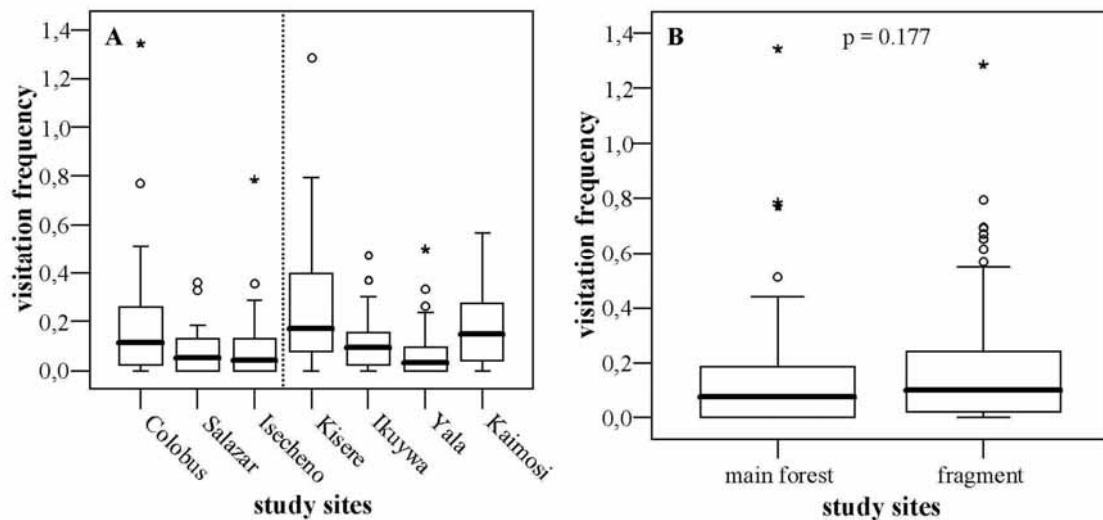 A
visitation frequency
1,4
1,2
1,0
0,8
0,6
0,4
0,2
0,0
Colobus
Salazar
Isecheno
Kisere
Ikuywa
Yala
Kaimosi
study sites
B
p = 0.177
visitation frequency
1,4
1,2
1,0
0,8
0,6
0,4
0,2
0,0
main forest
fragment
study sites